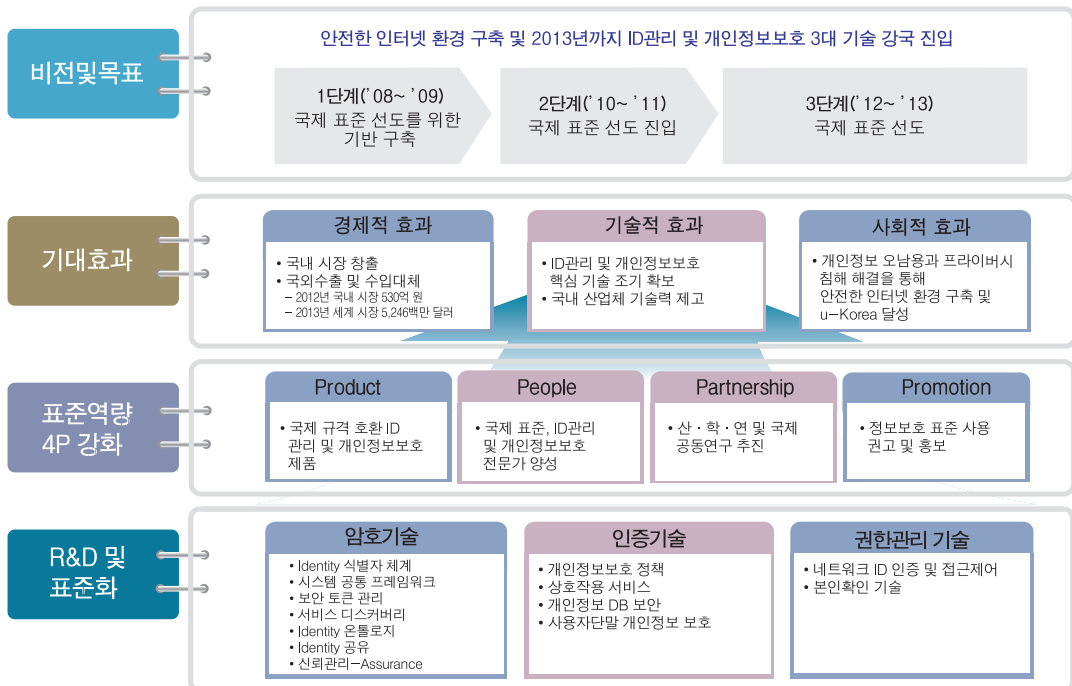 비전및목표
안전한 인터넷 환경 구축 및 2013년까지 ID관리 및 개인정보보호 3대 기술 강국 진입
1단계('08~ '09)
국제 표준 선도를 위한
기반 구축
2단계('10~ '11)
국제 표준 선도 진입
3단계('12~ '13)
국제 표준 선도
기대효과
경제적 효과
• 국내 시장 창출
• 국외수출 및 수입대체
– 2012년 국내 시장 530억 원
– 2013년 세계 시장 5,246백만 달러
기술적 효과
• ID관리 및 개인정보보호
핵심 기술 조기 확보
• 국내 산업체 기술력 제고
사회적 효과
• 개인정보 오남용과 프라이버시
침해 해결을 통해
안전한 인터넷 환경 구축 및
u–Korea 달성
표준역량
4P 강화
Product
• 국제 규격 호환 ID
관리 및 개인정보보호
제품
People
• 국제 표준, ID관리
및 개인정보보호
전문가 양성
Partnership
• 산·학·연 및 국제
공동연구 추진
Promotion
• 정보보호 표준 사용
권고 및 홍보
R&D 및
표준화
암호기술
• Identity 식별자 체계
• 시스템 공통 프레임워크
• 보안 토큰 관리
• 서비스 디스커버리
• Identity 온톨로지
• Identity 공유
• 신뢰관리–Assurance
인증기술
• 개인정보보호 정책
• 상호작용 서비스
• 개인정보 DB 보안
• 사용자단말 개인정보 보호
권한관리 기술
• 네트워크 ID 인증 및 접근제어
• 본인확인 기술